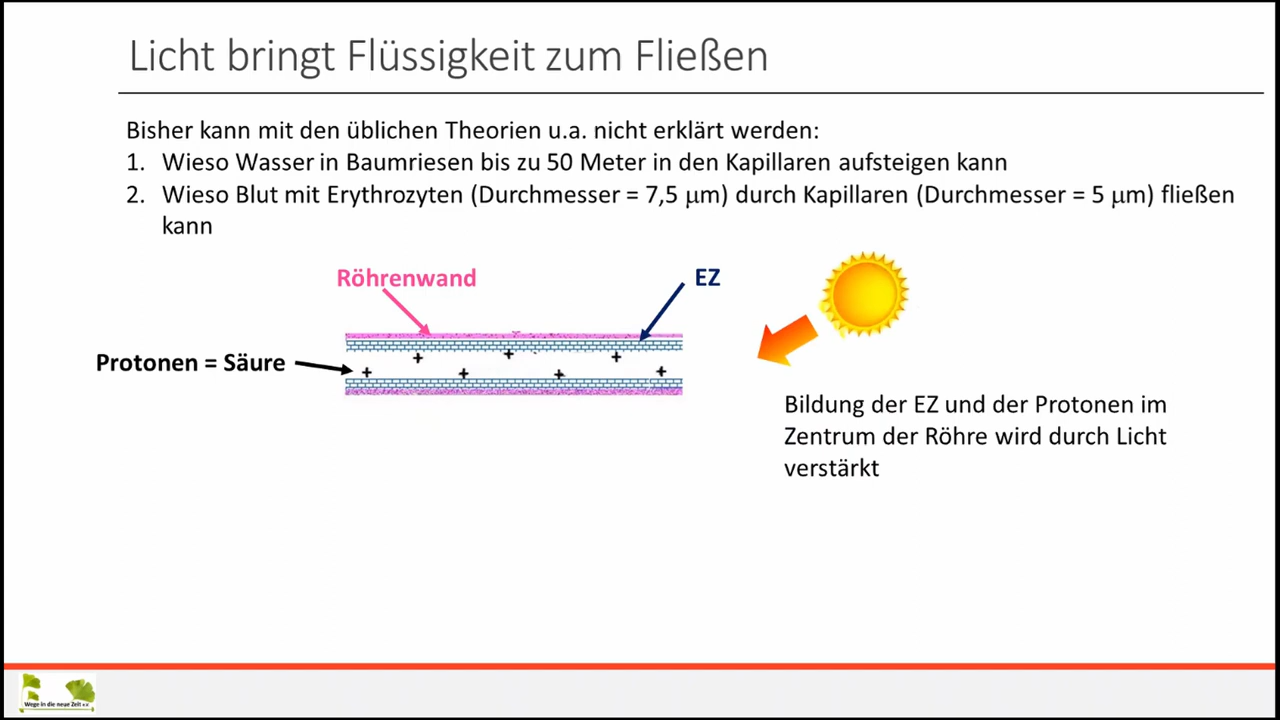 Licht bringt Flüssigkeit zum Fließen
Bisher kann mit den üblichen Theorien u.a. nicht erklärt werden:
1. Wieso Wasser in Baumriesen bis zu 50 Meter in den Kapillaren aufsteigen kann
2. Wieso Blut mit Erythrozyten (Durchmesser = 7,5 μm) durch Kapillaren (Durchmesser = 5 μm) fließen
kann
Röhrenwand
EZ
Protonen = Säure
+ + +
+ + + +
Bildung der EZ und der Protonen im
Zentrum der Röhre wird durch Licht
verstärkt
Wege in die neue Zeit e.V.